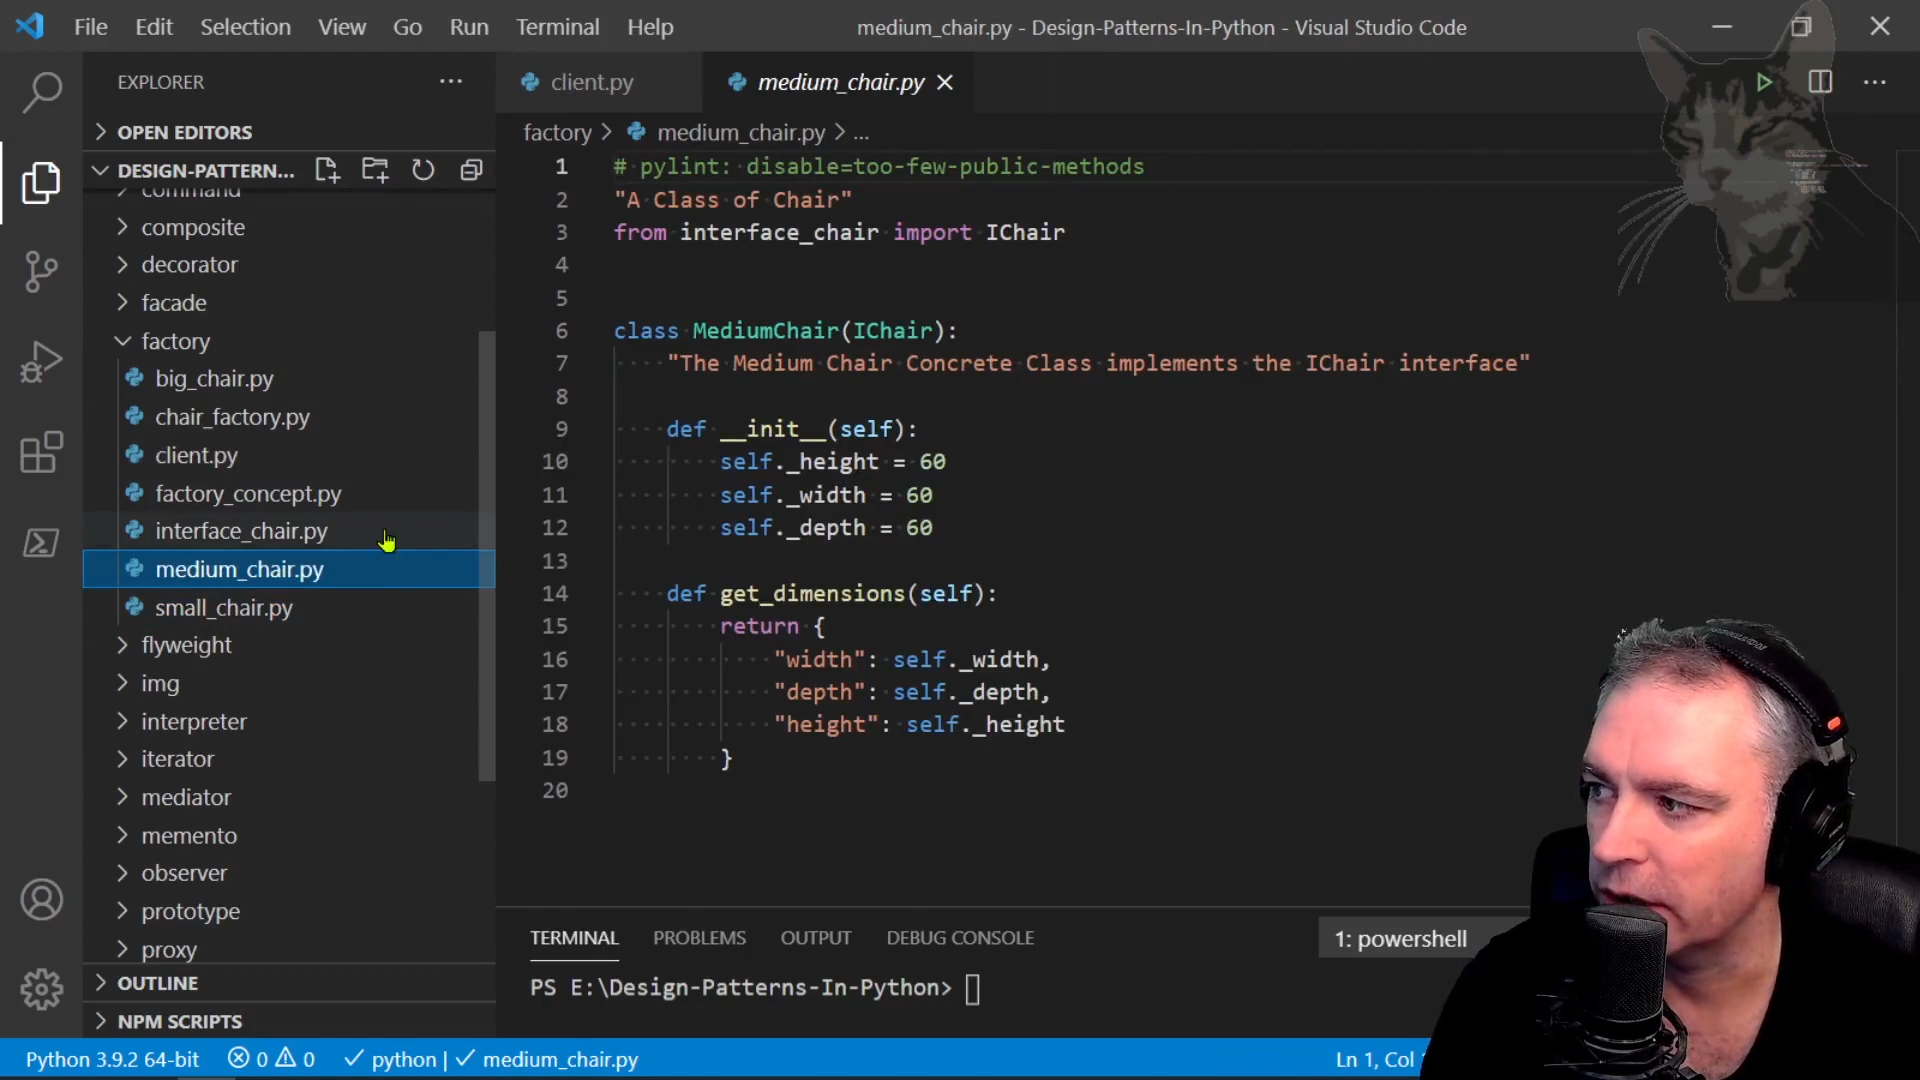 File Edit Selection View Go Run Terminal Help
medium_chair.py - Design-Patterns-In-Python - Visual Studio Code
EXPLORER
OPEN EDITORS
DESIGN-PATTERN...
command
composite
decorator
facade
factory
big_chair.py
chair_factory.py
client.py
factory_concept.py
interface_chair.py
medium_chair.py
small_chair.py
flyweight
img
interpreter
iterator
mediator
memento
observer
prototype
proxy
OUTLINE
NPM SCRIPTS
client.py
medium_chair.py
factory > medium_chair.py > ...
1 # pylint: disable=too-few-public-methods
2 "A Class of Chair"
3 from interface_chair import IChair
4
5
6 class MediumChair(IChair):
7 "The Medium Chair Concrete Class implements the IChair interface"
8
9 def __init__(self):
10 self._height = 60
11 self._width = 60
12 self._depth = 60
13
14 def get_dimensions(self):
15 return {
16 "width": self._width,
17 "depth": self._depth,
18 "height": self._height
19 }
20
TERMINAL PROBLEMS OUTPUT DEBUG CONSOLE
1: powershell
PS E:\Design-Patterns-In-Python>
Python 3.9.2 64-bit 0 0 python | medium_chair.py
Ln 1, Col